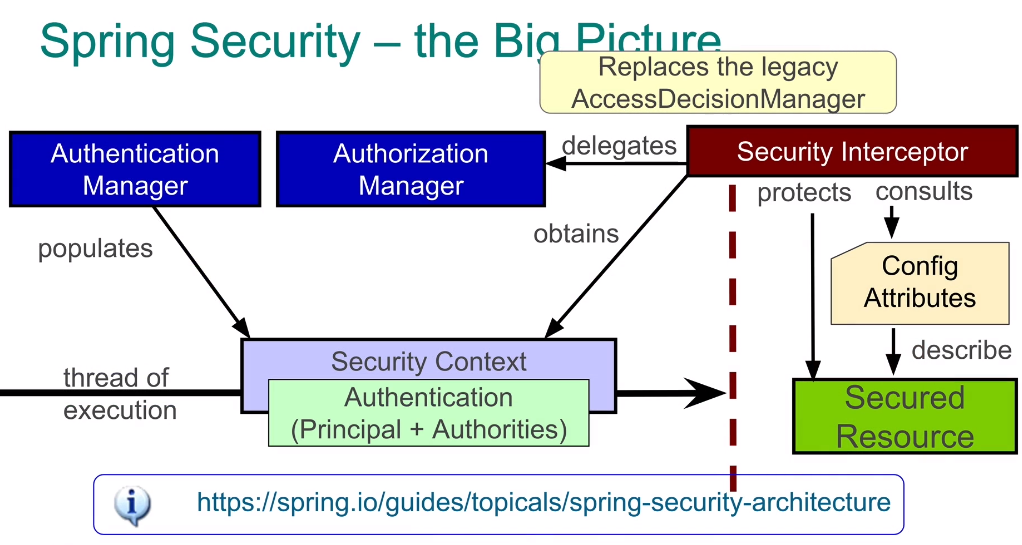 Spring Security – the Big Picture
Replaces the legacy
AccessDecisionManager
Authentication
Manager
Authorization
Manager
delegates
Security Interceptor
protects
consults
populates
obtains
Config
Attributes
describe
thread of
execution
Security Context
Authentication
(Principal + Authorities)
Secured
Resource
https://spring.io/guides/topicals/spring-security-architecture